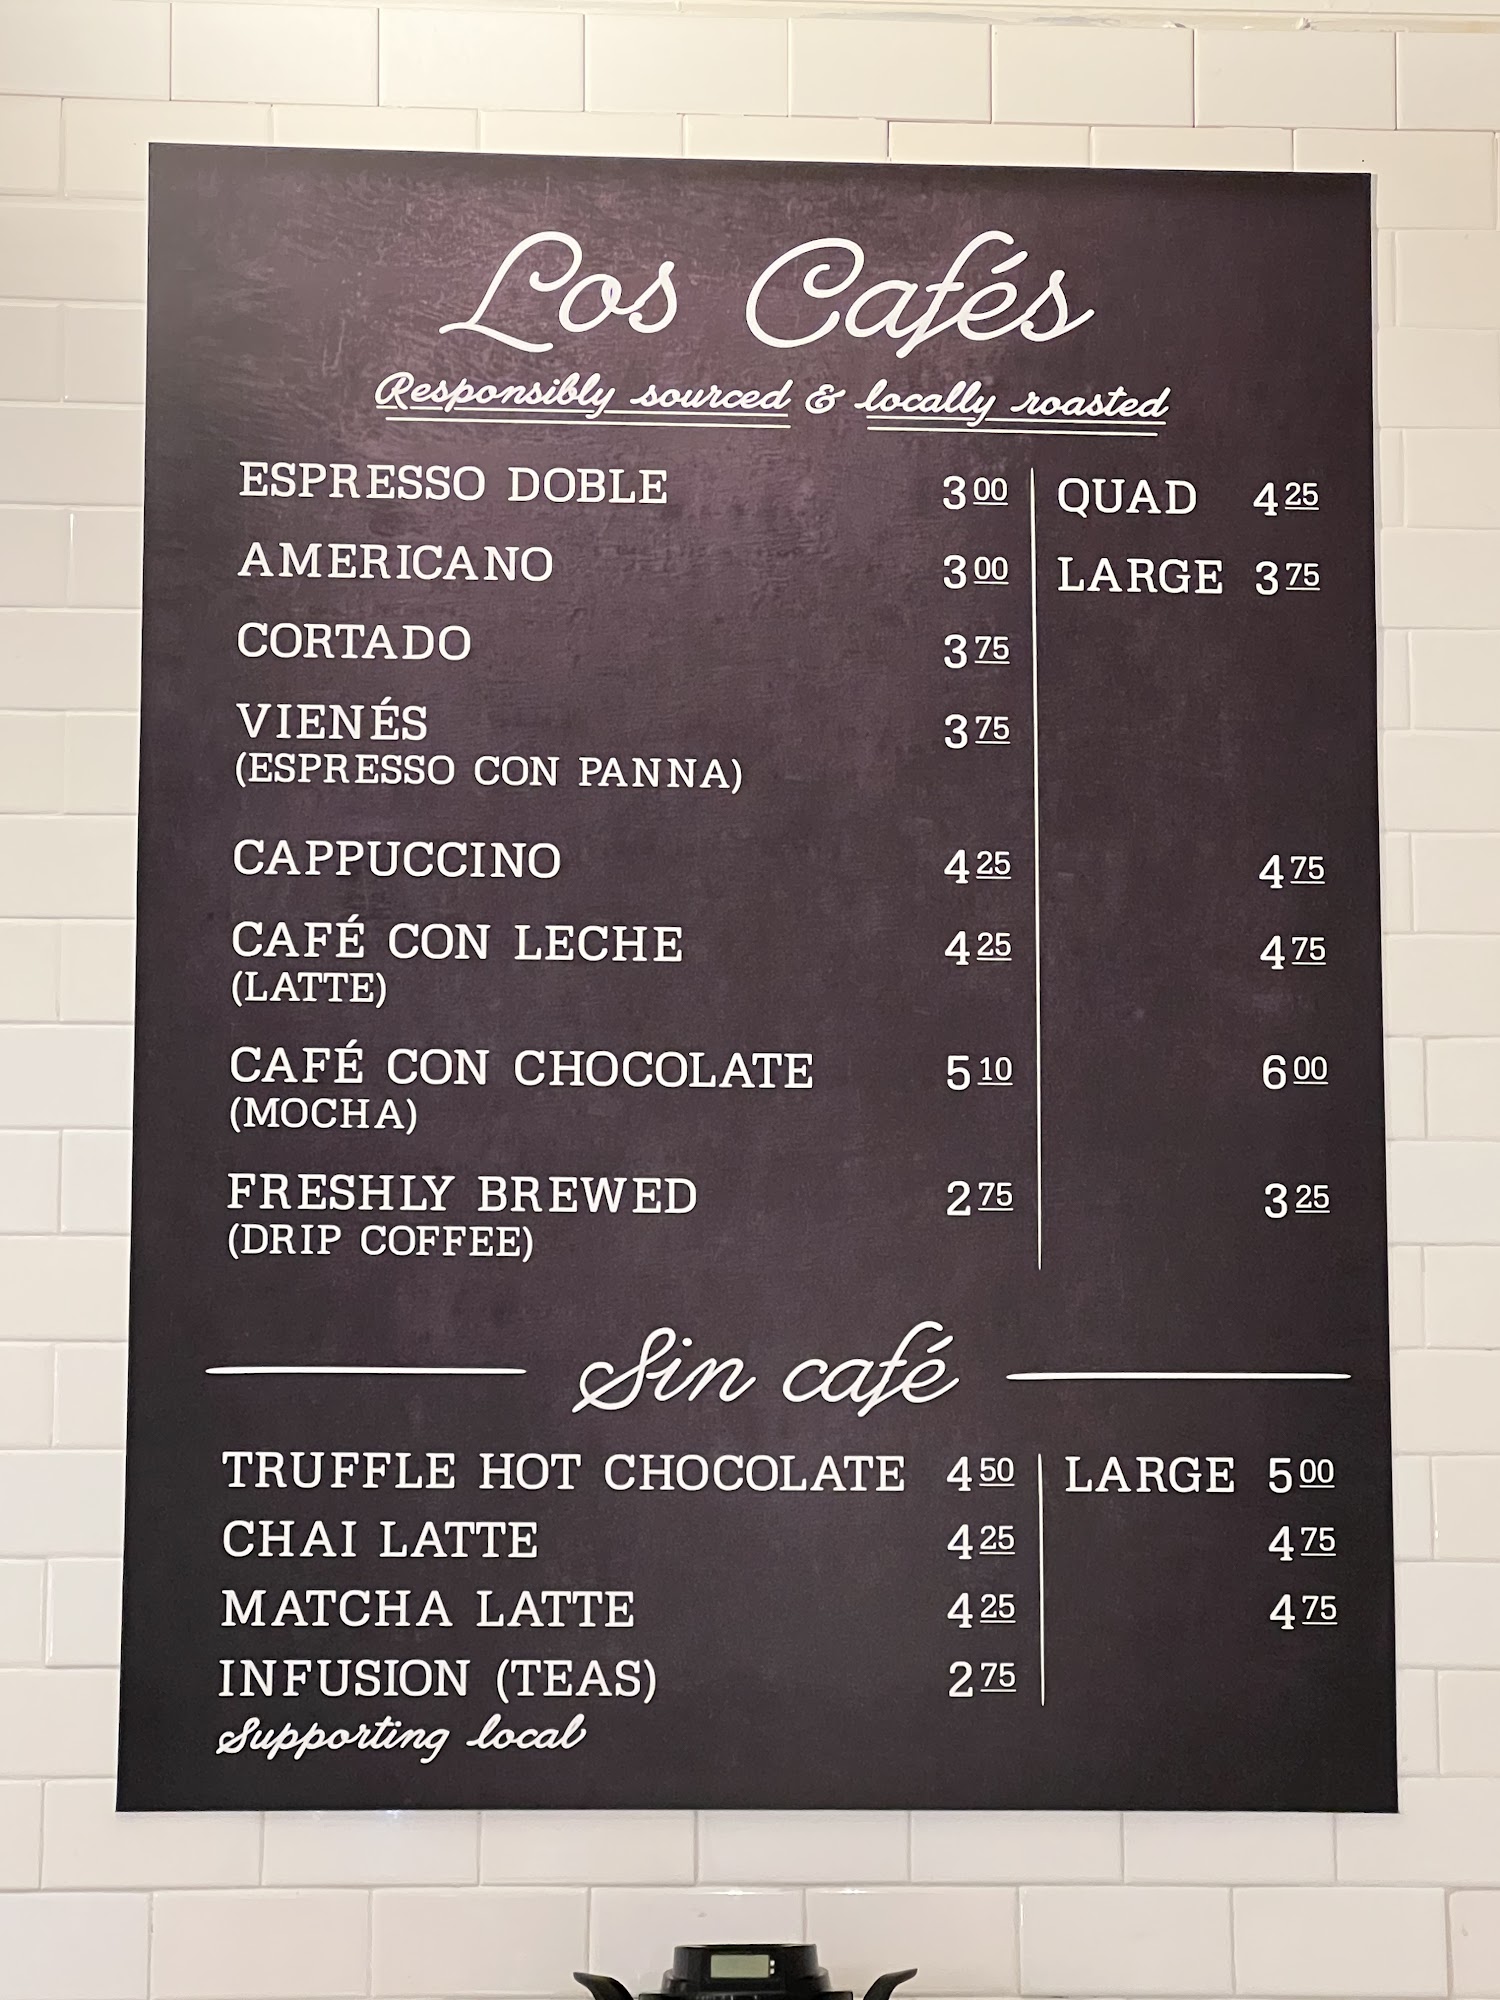 Los Cafés
Responsibly sourced & locally roasted
ESPRESSO DOBLE 3 00 QUAD 4 25
AMERICANO 3 00 LARGE 3 75
CORTADO 3 75
VIENÉS 3 75
(ESPRESSO CON PANNA)
CAPPUCCINO 4 25 4 75
CAFÉ CON LECHE 4 25 4 75
(LATTE)
CAFÉ CON CHOCOLATE 5 10 6 00
(MOCHA)
FRESHLY BREWED 2 75 3 25
(DRIP COFFEE)
Sin café
TRUFFLE HOT CHOCOLATE 4 50 LARGE 5 00
CHAI LATTE 4 25 4 75
MATCHA LATTE 4 25 4 75
INFUSION (TEAS) 2 75
Supporting local